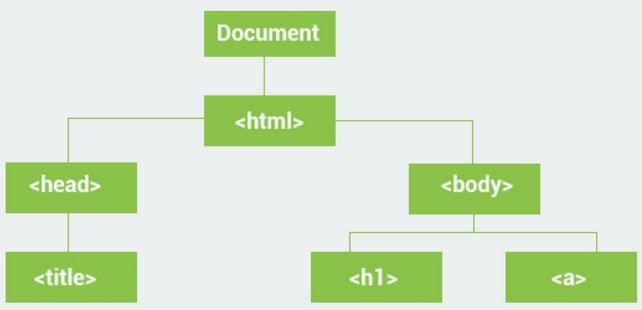 Document
<html>
<head>
<body>
<title>
<h1>
<a>